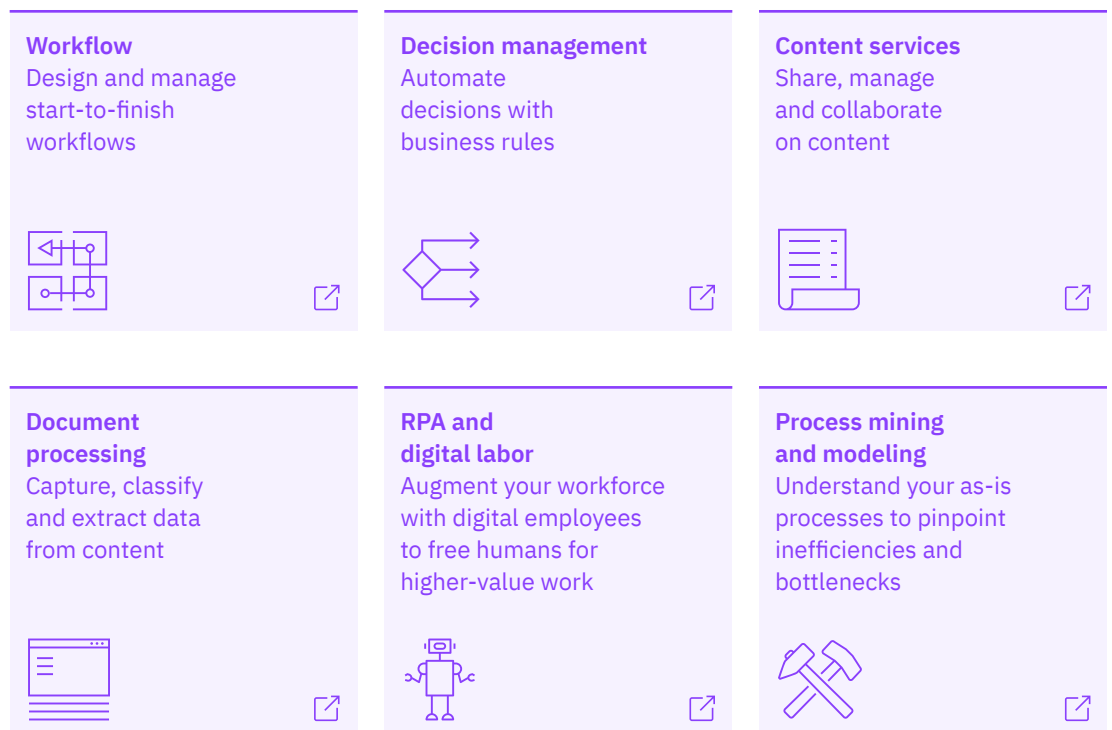 Workflow
Design and manage
start-to-finish
workflows
Decision management
Automate
decisions with
business rules
Content services
Share, manage
and collaborate
on content
Document
processing
Capture, classify
and extract data
from content
RPA and
digital labor
Augment your workforce
with digital employees
to free humans for
higher-value work
Process mining
and modeling
Understand your as-is
processes to pinpoint
inefficiencies and
bottlenecks